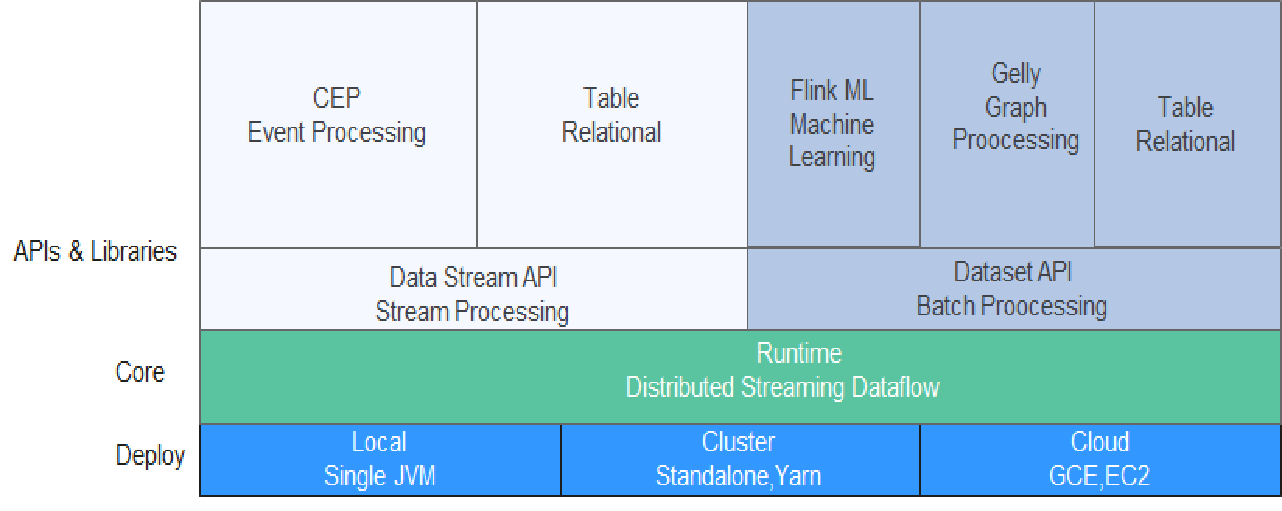 CEP
Event Processing
Table
Relational
Flink ML
Machine
Learning
Gelly
Graph
Proocessing
Table
Relational
APIs & Libraries
Data Stream API
Stream Processing
Dataset API
Batch Proocessing
Core
Runtime
Distributed Streaming Dataflow
Deploy
Local
Single JVM
Cluster
Standalone,Yarn
Cloud
GCE,EC2